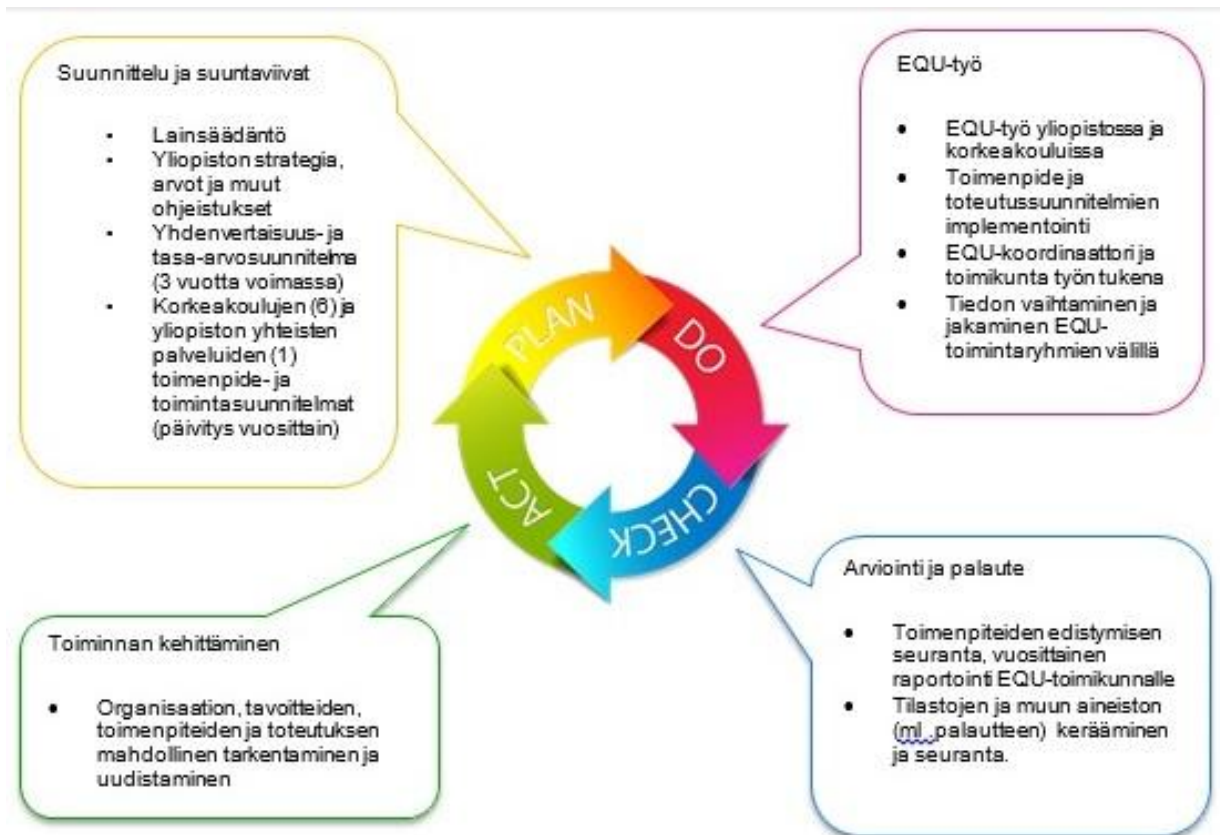 Suunnittelu ja suuntaviivat
▪ Lainsäädäntö
▪ Yliopiston strategia,
arvot ja muut
ohjeistukset
▪ Yhdenvertaisuus- ja
tasa-arvosuunnitelma
(3 vuotta voimassa)
▪ Korkeakoulujen (6) ja
yliopiston yhteisten
palveluiden (1)
toimenpide- ja
toimintasuunnitelmat
(päivitys vuosittain)
EQU-työ
● EQU-työ yliopistossa ja
korkeakouluissa
● Toimenpide ja
toteutussuunnitelmien
implementointi
● EQU-koordinaattori ja
toimikunta työn tukena
● Tiedon vaihtaminen ja
jakaminen EQU-
toimintaryhmien välillä
PLAN
DO
CHECK
ACT
Toiminnan kehittäminen
● Organisaation, tavoitteiden,
toimenpiteiden ja toteutuksen
mahdollinen tarkentaminen ja
uudistaminen
Arviointi ja palaute
● Toimenpiteiden edistymisen
seuranta, vuosittainen
raportointi EQU-toimikunnalle
● Tilastojen ja muun aineiston
(ml .palautteen) kerääminen
ja seuranta.